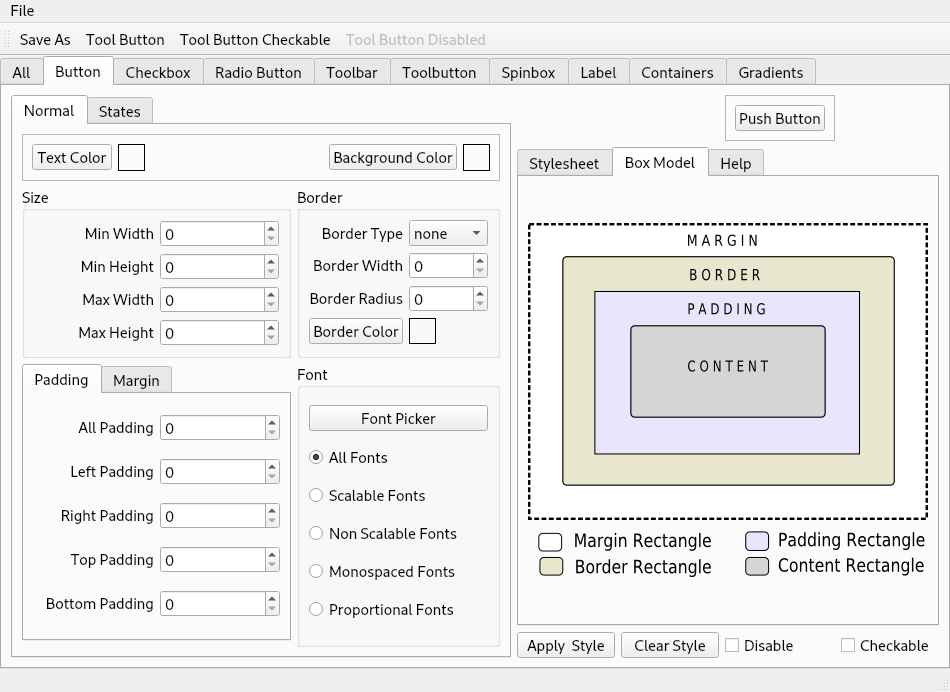 File
Save As Tool Button Tool Button Checkable Tool Button Disabled
All Button Checkbox Radio Button Toolbar Toolbutton Spinbox Label Containers Gradients
Normal States
Text Color Background Color
Size
Min Width 0
Min Height 0
Max Width 0
Max Height 0
Border
Border Type none
Border Width 0
Border Radius 0
Border Color
Padding Margin
All Padding 0
Left Padding 0
Right Padding 0
Top Padding 0
Bottom Padding 0
Font
Font Picker
All Fonts
Scalable Fonts
Non Scalable Fonts
Monospaced Fonts
Proportional Fonts
Push Button
Stylesheet Box Model Help
MARGIN
BORDER
PADDING
CONTENT
Margin Rectangle Padding Rectangle
Border Rectangle Content Rectangle
Apply Style Clear Style Disable Checkable